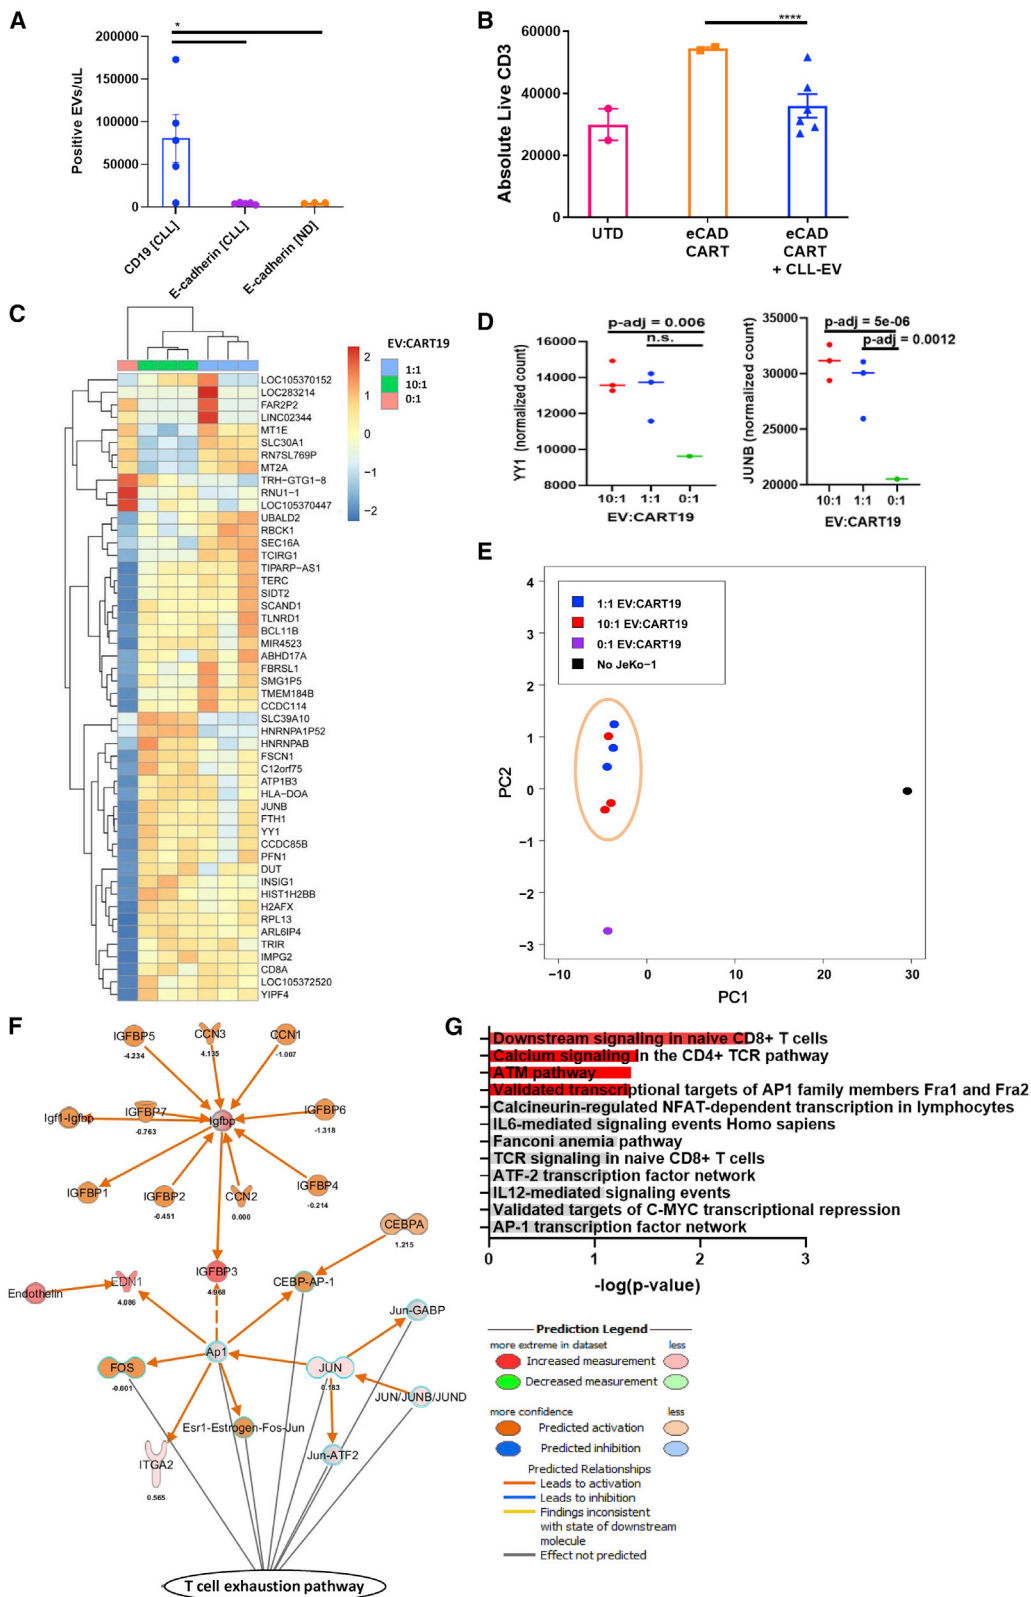 A
*
200000
150000
100000
50000
0
Positive EVs/uL
CD19 [CLL]
E-cadherin [CLL]
E-cadherin [ND]
B
****
60000
40000
20000
0
Absolute Live CD3
UTD
eCAD
CART
eCAD
CART
+ CLL-EV
C
EV:CART19
1:1
10:1
0:1
2
1
0
−1
−2
LOC105370152
LOC283214
FAR2P2
LINC02344
MT1E
SLC30A1
RN7SL769P
MT2A
TRH−GTG1−8
RNU1−1
LOC105370447
UBALD2
RBCK1
SEC16A
TCIRG1
TIPARP−AS1
TERC
SIDT2
SCAND1
TLNRD1
BCL11B
MIR4523
ABHD17A
FBRSL1
SMG1P5
TMEM184B
CCDC114
SLC39A10
HNRNPA1P52
HNRNPAB
FSCN1
C12orf75
ATP1B3
HLA−DOA
JUNB
FTH1
YY1
CCDC85B
PFN1
DUT
INSIG1
HIST1H2BB
H2AFX
RPL13
ARL6IP4
TRIR
IMPG2
CD8A
LOC105372520
YIPF4
D
p-adj = 0.006
n.s.
16000
14000
12000
10000
8000
YY1 (normalized count)
10:1 1:1 0:1
EV:CART19
p-adj = 5e-06
p-adj = 0.0012
35000
30000
25000
20000
JUNB (normalized count)
10:1 1:1 0:1
EV:CART19
E
1:1 EV:CART19
10:1 EV:CART19
0:1 EV:CART19
No JeKo−1
4
3
2
1
0
−1
−2
−3
PC2
−10 0 10 20 30
PC1
F
IGFBP5
-4.234
CCN3
4.135
CCN1
-1.007
Igf1-Igfbp
IGFBP7
-0.763
Igfbp
IGFBP6
-1.318
IGFBP1
IGFBP2
-0.451
CCN2
0.000
IGFBP4
-0.214
CEBPA
1.215
Endothelin
EDN1
4.086
IGFBP3
4.968
CEBP-AP-1
Jun-GABP
Ap1
FOS
-0.001
JUN
0.183
JUN/JUNB/JUND
Esr1-Estrogen-Fos-Jun
ITGA2
0.565
Jun-ATF2
T cell exhaustion pathway
G
Downstream signaling in naive CD8+ T cells
Calcium signaling in the CD4+ TCR pathway
ATM pathway
Validated transcriptional targets of AP1 family members Fra1 and Fra2
Calcineurin-regulated NFAT-dependent transcription in lymphocytes
IL6-mediated signaling events Homo sapiens
Fanconi anemia pathway
TCR signaling in naive CD8+ T cells
ATF-2 transcription factor network
IL12-mediated signaling events
Validated targets of C-MYC transcriptional repression
AP-1 transcription factor network
0 1 2 3
-log(p-value)
Prediction Legend
more extreme in dataset less
Increased measurement
Decreased measurement
more confidence less
Predicted activation
Predicted inhibition
Predicted Relationships
Leads to activation
Leads to inhibition
Findings inconsistent
with state of downstream
molecule
Effect not predicted